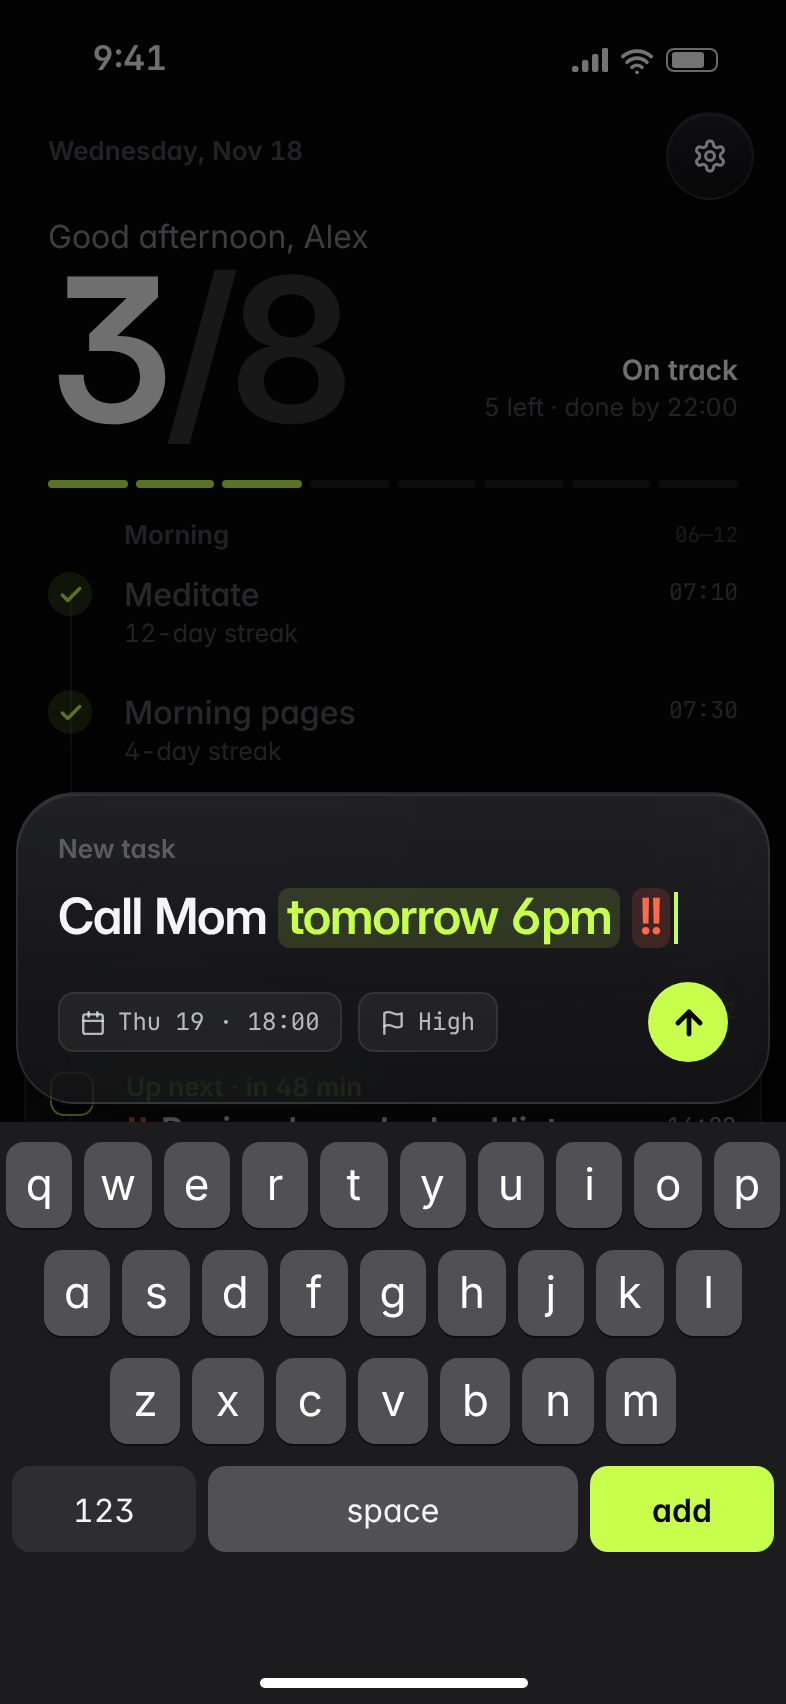 9:41
Wednesday, Nov 18
Good afternoon, Alex
3/8
On track
5 left · done by 22:00
Morning 06–12
Meditate 07:10
12-day streak
Morning pages 07:30
4-day streak
New task
Call Mom tomorrow 6pm !!
Thu 19 · 18:00 High
Up next · in 48 min
q w e r t y u i o p
a s d f g h j k l
z x c v b n m
123 space add